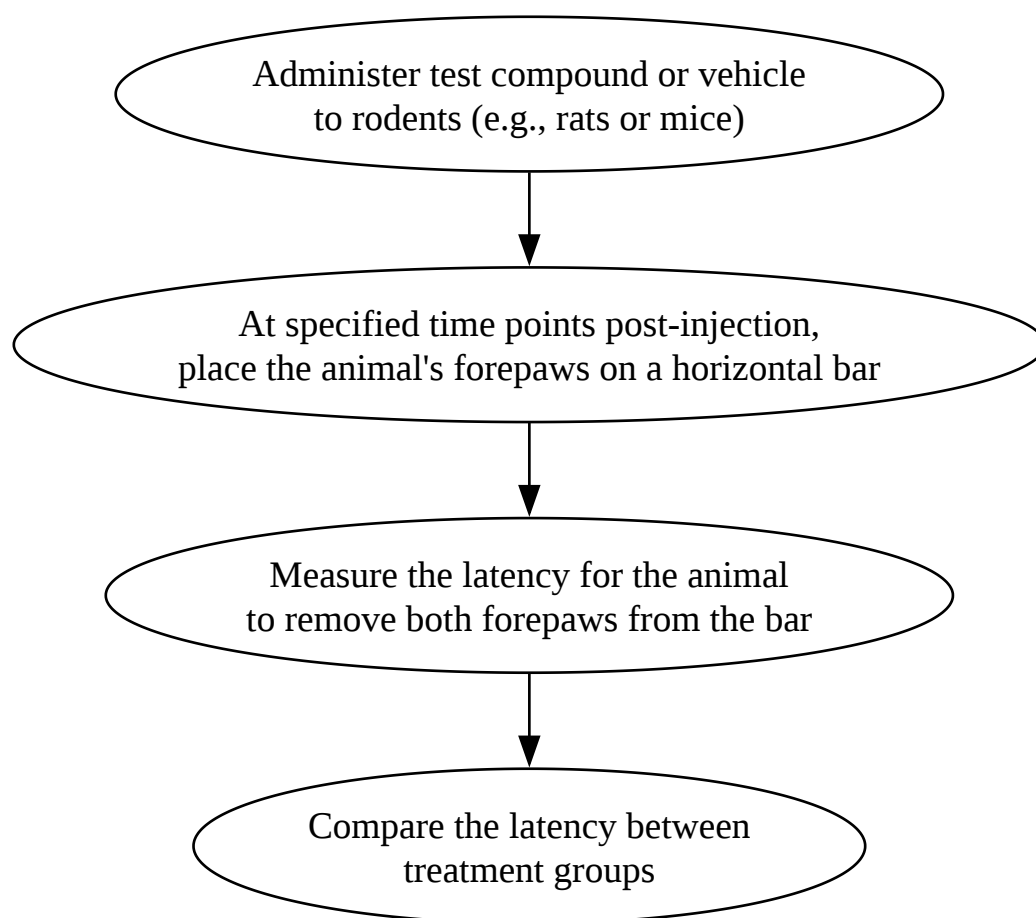 Administer test compound or vehicle
to rodents (e.g., rats or mice)
At specified time points post-injection,
place the animal's forepaws on a horizontal bar
Measure the latency for the animal
to remove both forepaws from the bar
Compare the latency between
treatment groups